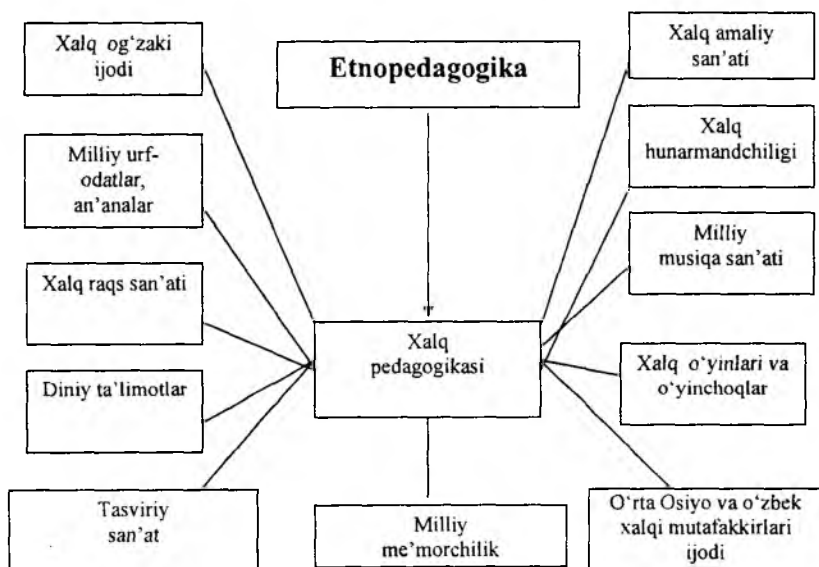 Xalq og‘zaki
ijodi
Etnopedagogika
Xalq amaliy
san’ati
Milliy urf-
odatlar,
an’analar
Xalq
hunarmandchiligi
Xalq raqs san’ati
Milliy
musiqa san’ati
Xalq
pedagogikasi
Diniy ta’limotlar
Xalq o‘yinlari va
o‘yinchoqlar
Tasviriy
san’at
Milliy
me’morchilik
O‘rta Osiyo va o‘zbek
xalqi mutafakkirlari
ijodi